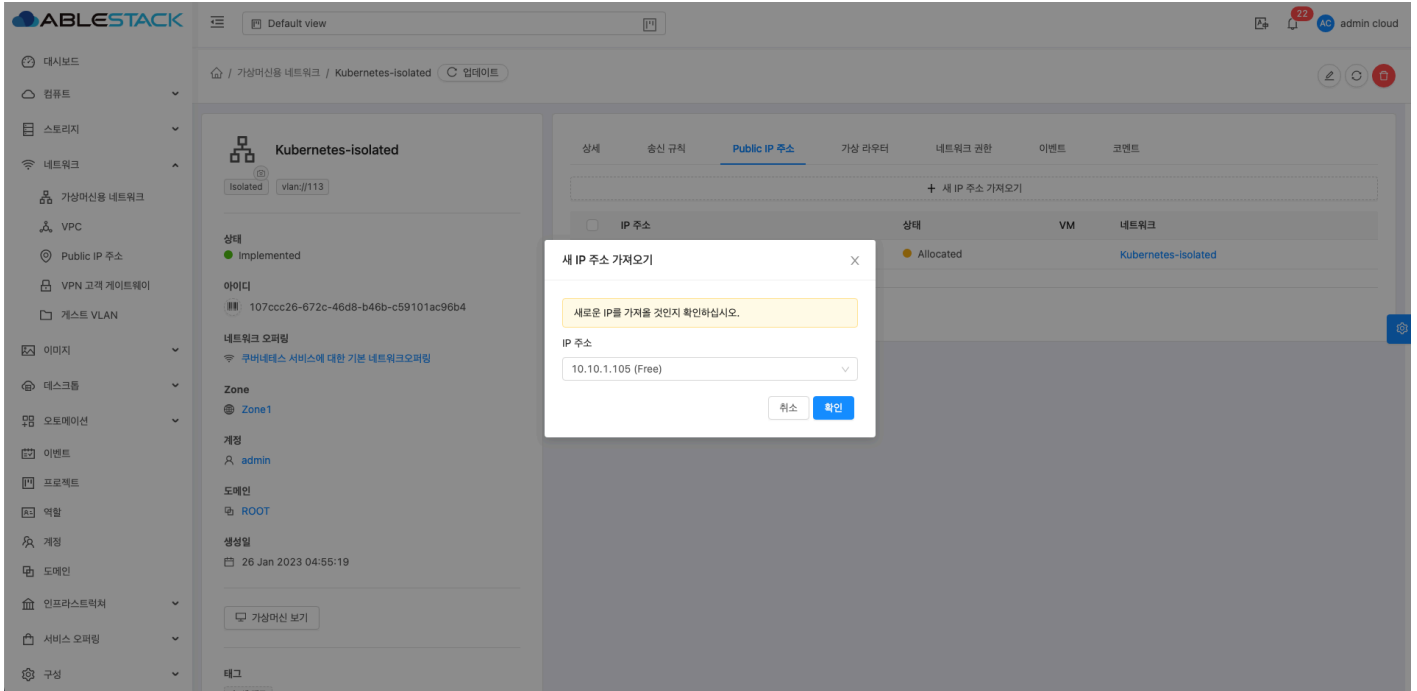 ABLESTACK
Default view
22
AC admin cloud
대시보드
컴퓨트
스토리지
네트워크
가상머신용 네트워크
VPC
Public IP 주소
VPN 고객 게이트웨이
게스트 VLAN
이미지
데스크톱
오토메이션
이벤트
프로젝트
역할
계정
도메인
인프라스트럭쳐
서비스 오퍼링
구성
/ 가상머신용 네트워크 / Kubernetes-isolated 업데이트
Kubernetes-isolated
Isolated vlan://113
상태
Implemented
아이디
107ccc26-672c-46d8-b46b-c59101ac96b4
네트워크 오퍼링
쿠버네테스 서비스에 대한 기본 네트워크오퍼링
Zone
Zone1
계정
admin
도메인
ROOT
생성일
26 Jan 2023 04:55:19
가상머신 보기
태그
상세 송신 규칙 Public IP 주소 가상 라우터 네트워크 권한 이벤트 코멘트
+ 새 IP 주소 가져오기
IP 주소 상태 VM 네트워크
Allocated Kubernetes-isolated
새 IP 주소 가져오기
새로운 IP를 가져올 것인지 확인하십시오.
IP 주소
10.10.1.105 (Free)
취소 확인